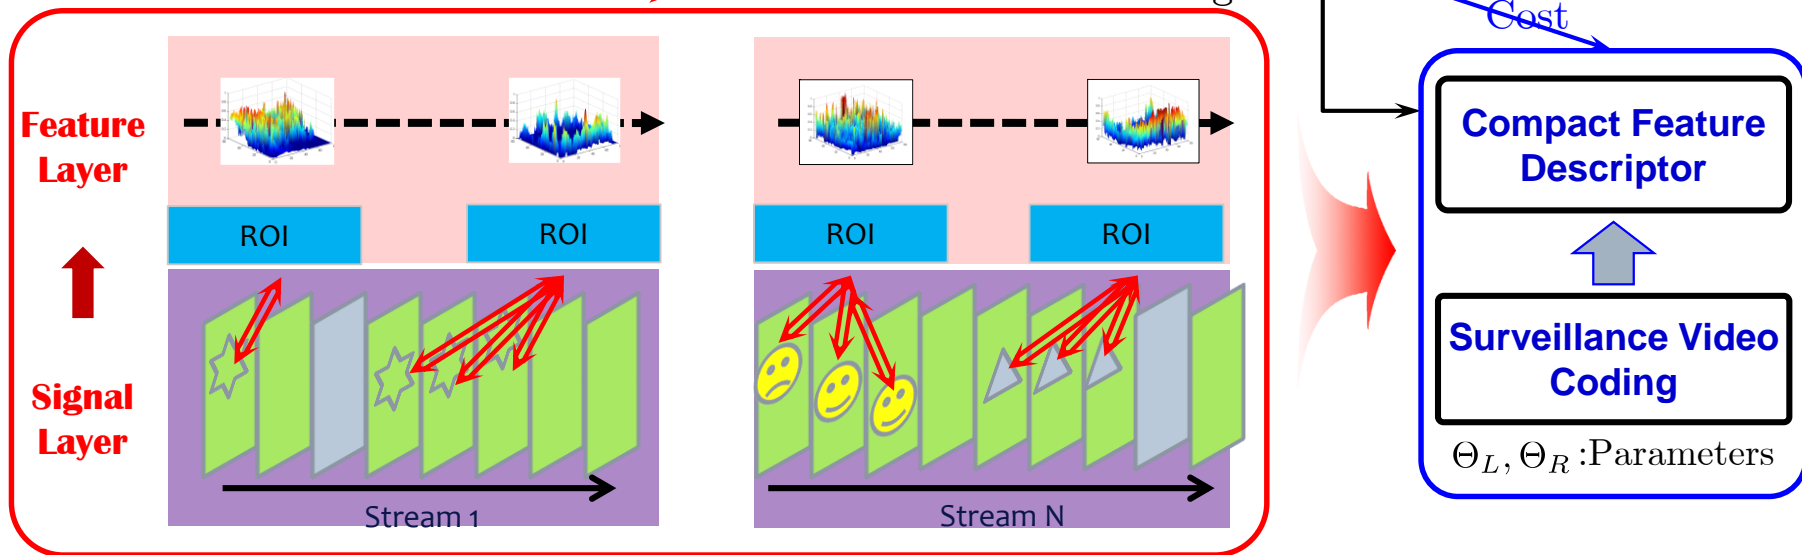 Cost
Feature
Layer
ROI
ROI
ROI
ROI
Signal
Layer
Stream 1
Stream N
Compact Feature
Descriptor
Surveillance Video
Coding
Θ_L, Θ_R :Parameters